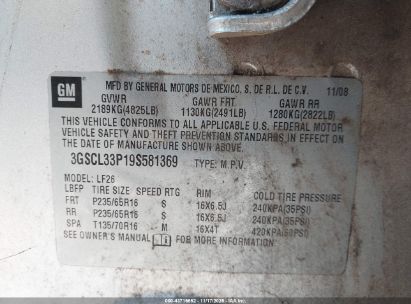 GM
MFD BY GENERAL MOTORS DE MEXICO, S. DE R.L. DE C.V. 11/08
GVWR GAWR FRT GAWR RR
2189KG(4825LB) 1130KG(2491LB) 1280KG(2822LB)
THIS VEHICLE CONFORMS TO ALL APPLICABLE U.S. FEDERAL MOTOR
VEHICLE SAFETY AND THEFT PREVENTION STANDARDS IN EFFECT ON
THE DATE OF MANUFACTURE SHOWN ABOVE.
3GSCL33P19S581369 TYPE: M.P.V.
MODEL: LF26
LBFP TIRE SIZE SPEED RTG RIM COLD TIRE PRESSURE
FRT P235/65R16 S 16X6.5J 240KPA(35PSI)
RR P235/65R16 S 16X6.5J 240KPA(35PSI)
SP T135/70R16 M 16X4T 420KPA(60PSI)
SEE OWNER'S MANUAL